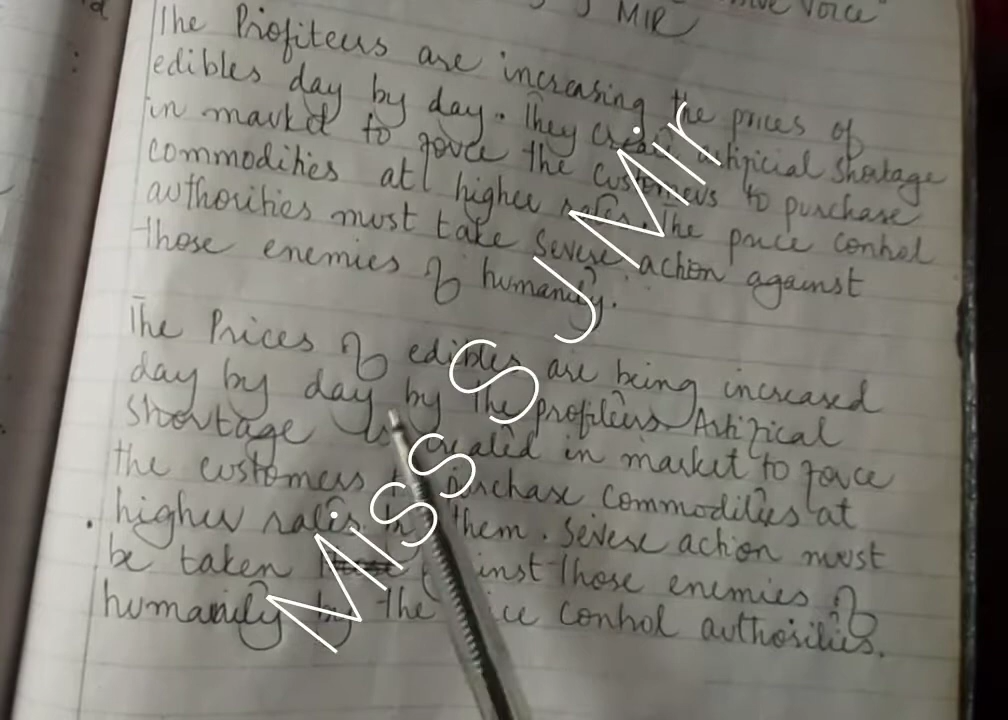 Voice"
MIR
The Profiteers are increasing the prices of
edibles day by day. They create artificial shortage
in market to force the customers to purchase
commodities at higher rates. The price control
authorities must take severe action against
those enemies of humanity.
The Prices of edibles are being increased
day by day by the profiteers Artifical
shortage is created in market to force
the customers to purchase commodities at
higher rates by them. Severe action must
be taken against those enemies of
humanity by the price control authorities.
Miss S J Mir